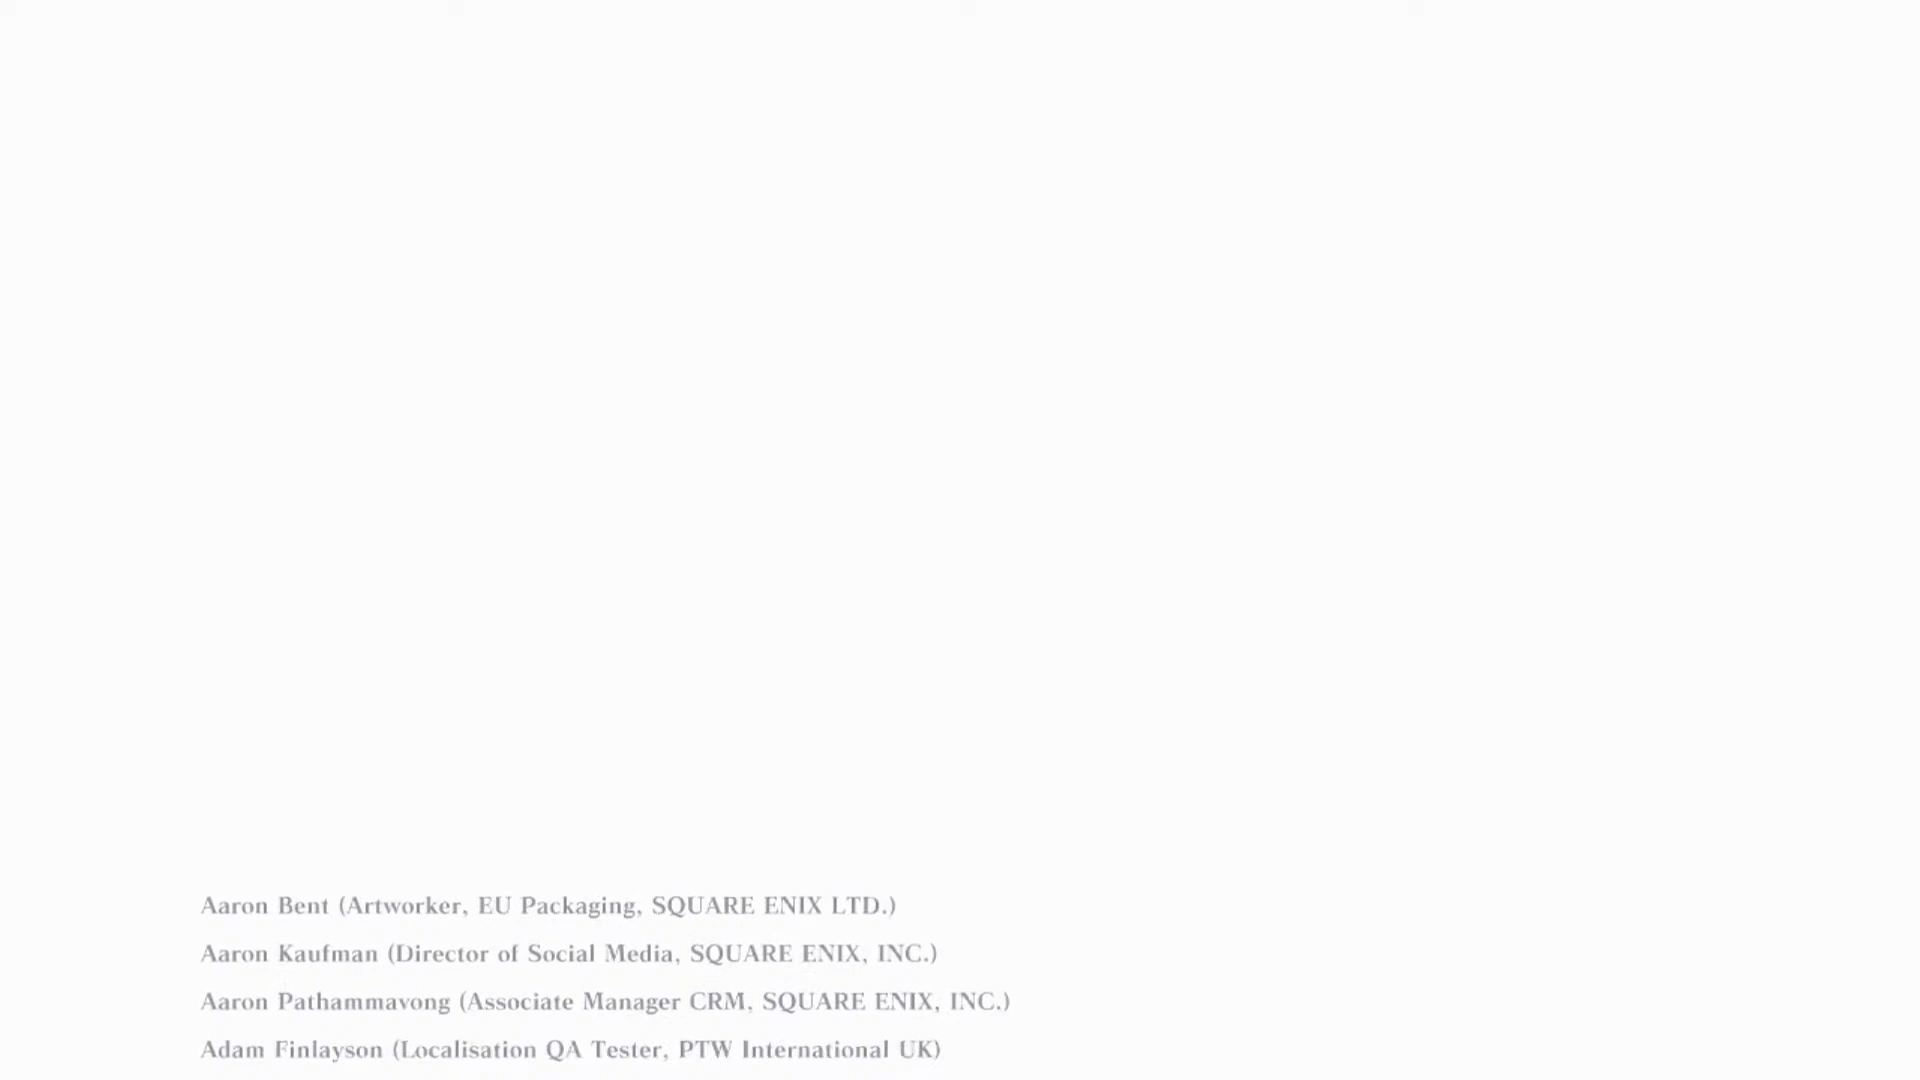 Aaron Bent (Artworker, EU Packaging, SQUARE ENIX LTD.)
Aaron Kaufman (Director of Social Media, SQUARE ENIX, INC.)
Aaron Pathammavong (Associate Manager CRM, SQUARE ENIX, INC.)
Adam Finlayson (Localisation QA Tester, PTW International UK)